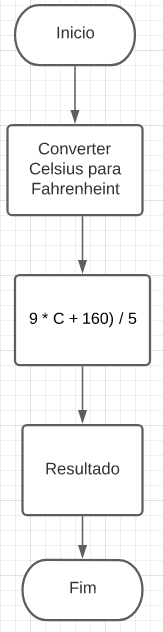 Inicio
Converter
Celsius para
Fahrenheint
9 * C + 160) / 5
Resultado
Fim